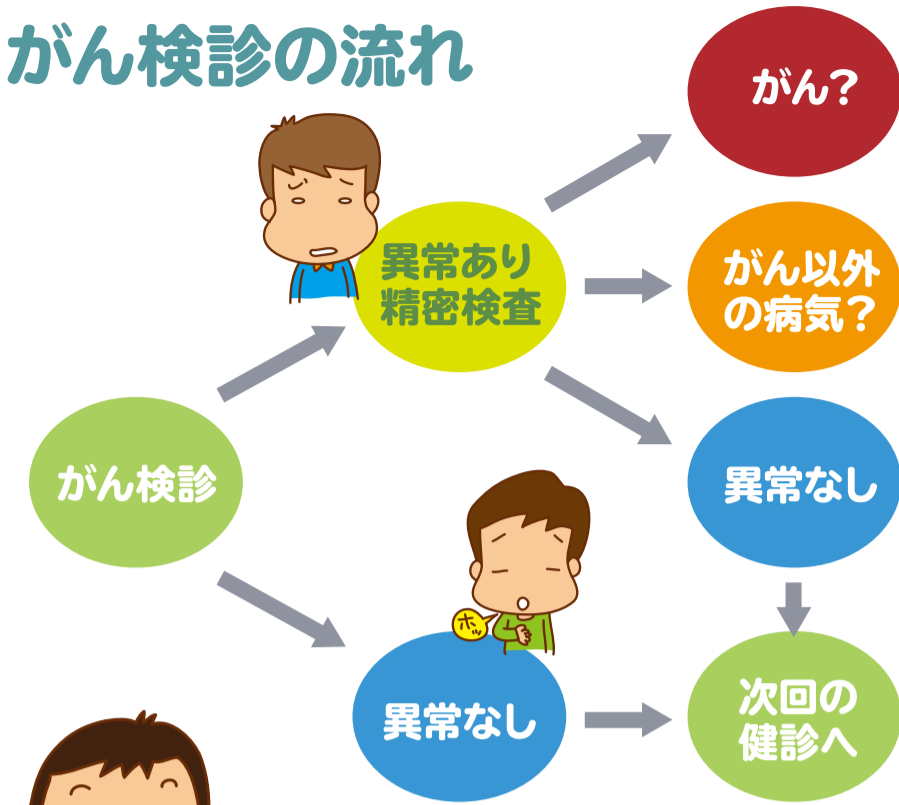 がん検診の流れ
がん?
異常あり
精密検査
がん以外
の病気?
がん検診
異常なし
ホッ
異常なし
次回の
健診へ